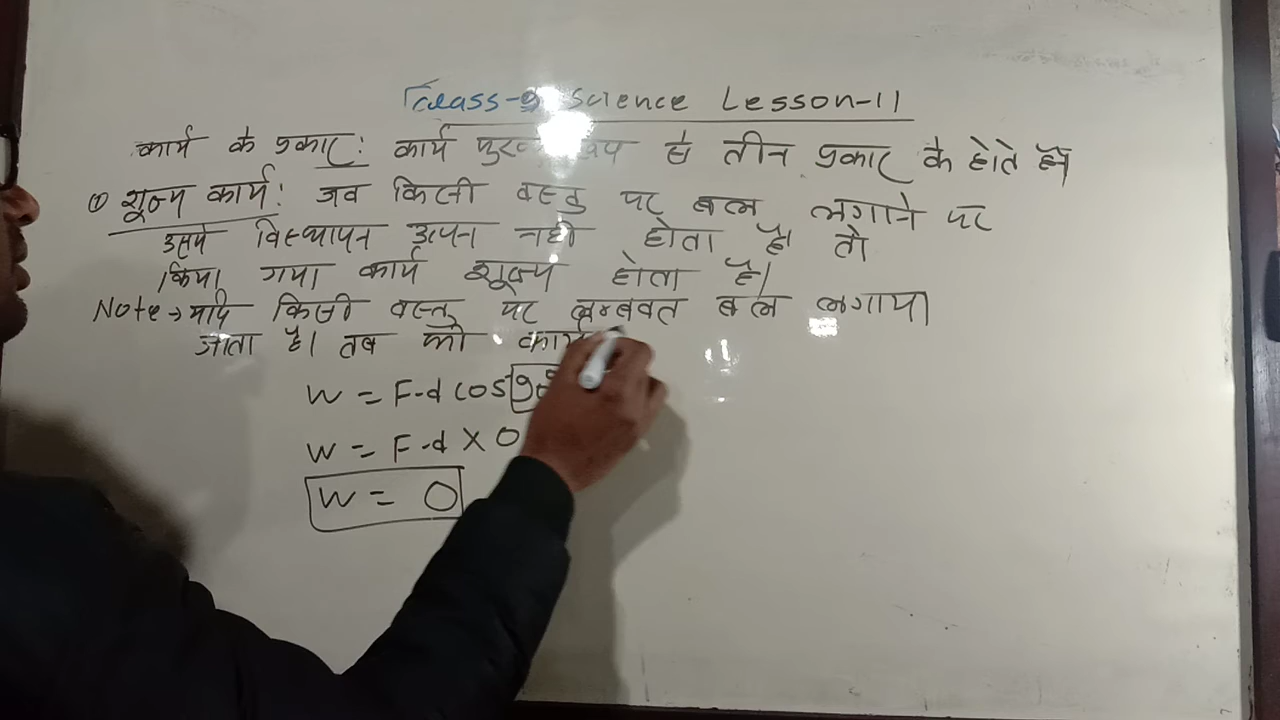 Class-9 Science Lesson-11
कार्य के प्रकार: कार्य से तीन प्रकार के होते हैं।
① शून्य कार्य: जब किसी वस्तु पर बल लगाने पर
उसमे विस्थापन उत्पन नही होता है। तो
किया गया कार्य शून्य होता है।
Note→ यदि किसी वस्तु पर लम्बवत बल लगाया
जाता है। तब भी कार्य
W = F·d cos 90°
W = F·d × 0
W = 0